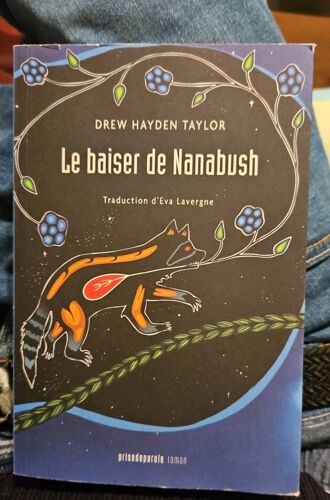 DREW HAYDEN TAYLOR
Le baiser de Nanabush
Traduction d'Eva Lavergne
prisedeparole roman